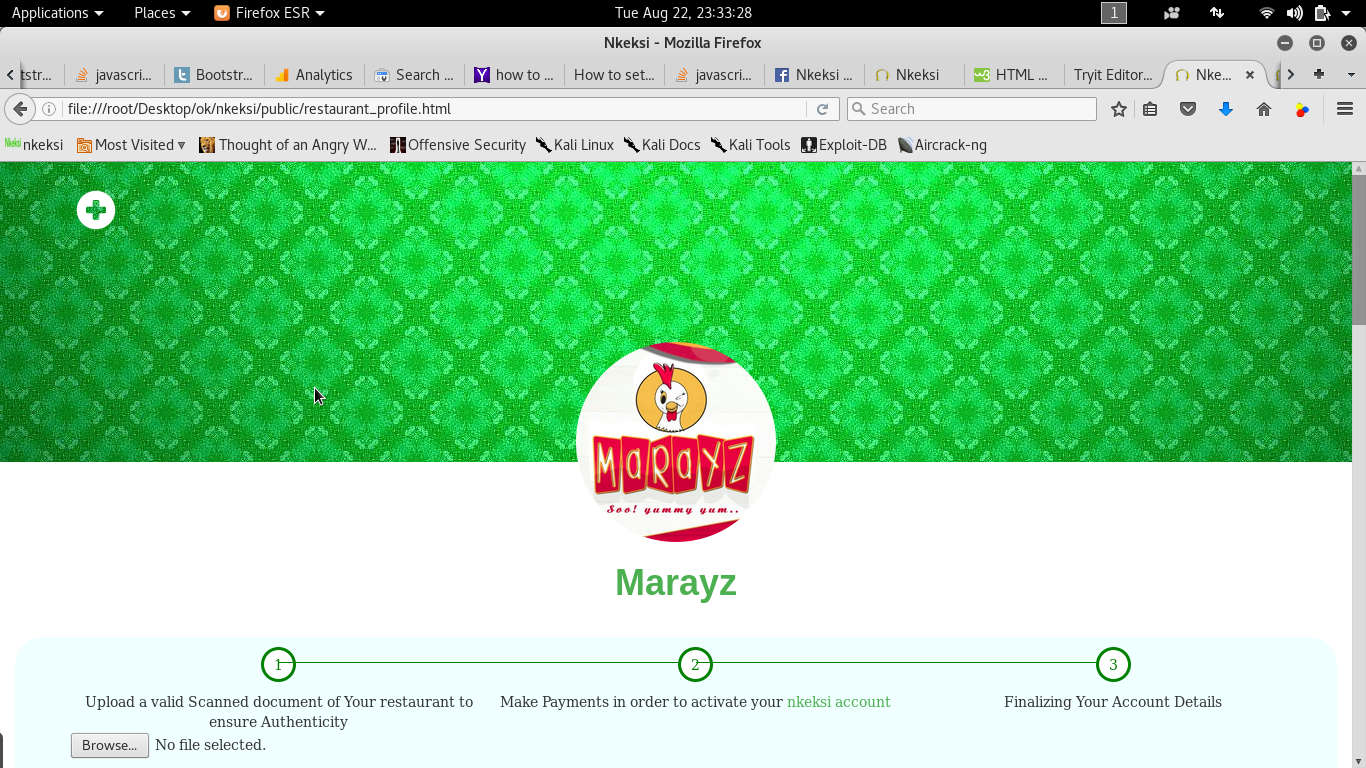 Applications Places Firefox ESR Tue Aug 22, 23:33:28 1
Nkeksi - Mozilla Firefox
tstr... javascri... Bootstr... Analytics Search ... how to ... How to set... javascri... Nkeksi ... Nkeksi HTML ... Tryit Editor... Nke...
file:///root/Desktop/ok/nkeksi/public/restaurant_profile.html Search
nkeksi Most Visited Thought of an Angry W... Offensive Security Kali Linux Kali Docs Kali Tools Exploit-DB Aircrack-ng
MARAYZ
Soo! yummy yum..
Marayz
1 2 3
Upload a valid Scanned document of Your restaurant to Make Payments in order to activate your nkeksi account Finalizing Your Account Details
ensure Authenticity
Browse... No file selected.